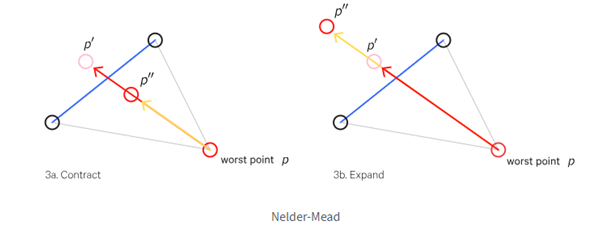 p′
p″
worst point p
3a. Contract
p″
p′
worst point p
3b. Expand
Nelder-Mead